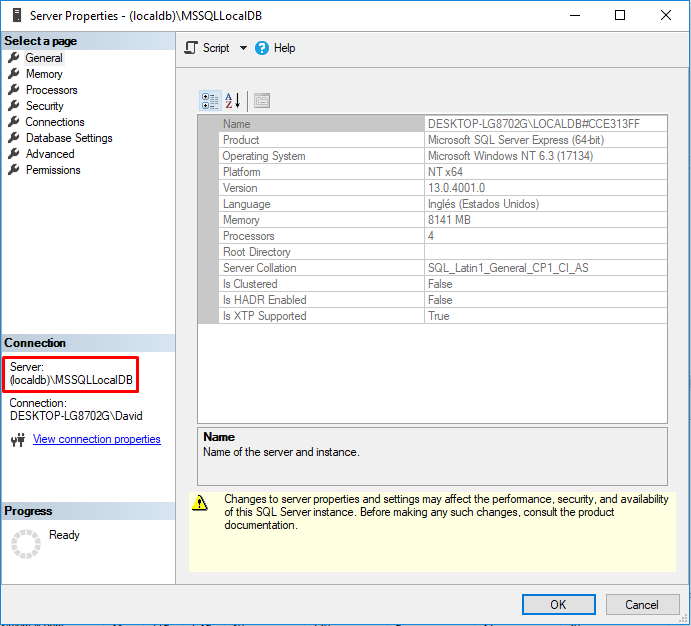 Server Properties - (localdb)\MSSQLLocalDB
Select a page
General
Memory
Processors
Security
Connections
Database Settings
Advanced
Permissions
Connection
Server:
(localdb)\MSSQLLocalDB
Connection:
DESKTOP-LG8702G\David
View connection properties
Progress
Ready
Script
Help
Name DESKTOP-LG8702G\LOCALDB#CCE313FF
Product Microsoft SQL Server Express (64-bit)
Operating System Microsoft Windows NT 6.3 (17134)
Platform NT x64
Version 13.0.4001.0
Language Inglés (Estados Unidos)
Memory 8141 MB
Processors 4
Root Directory
Server Collation SQL_Latin1_General_CP1_CI_AS
Is Clustered False
Is HADR Enabled False
Is XTP Supported True
Name
Name of the server and instance.
Changes to server properties and settings may affect the performance, security, and availability
of this SQL Server instance. Before making any such changes, consult the product
documentation.
OK Cancel